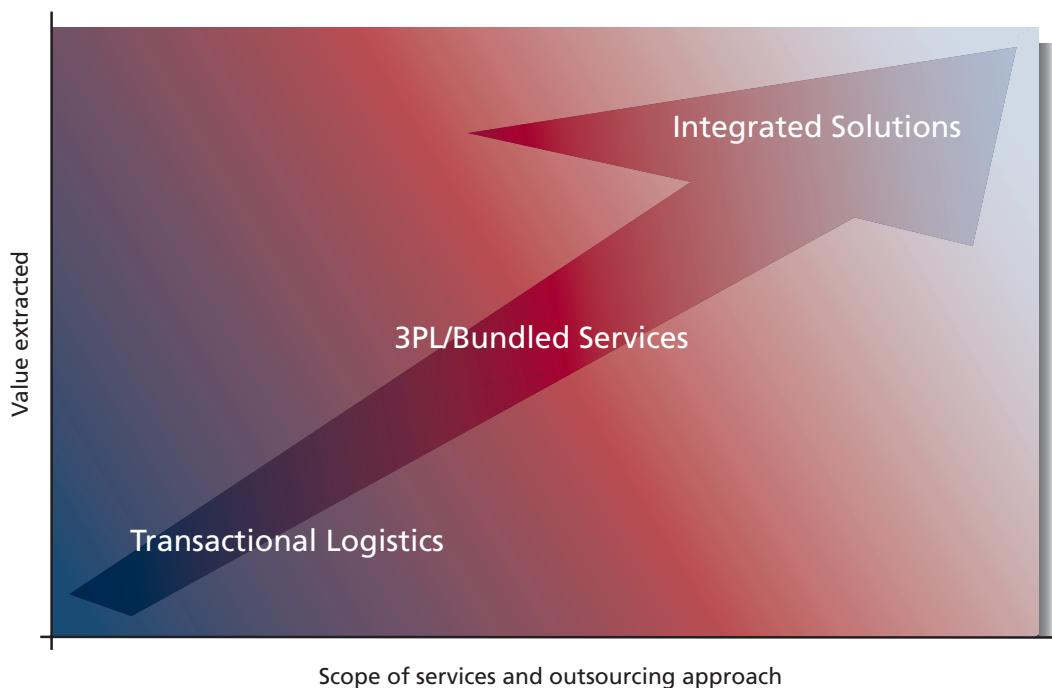 Integrated Solutions
3PL/Bundled Services
Transactional Logistics
Value extracted
Scope of services and outsourcing approach